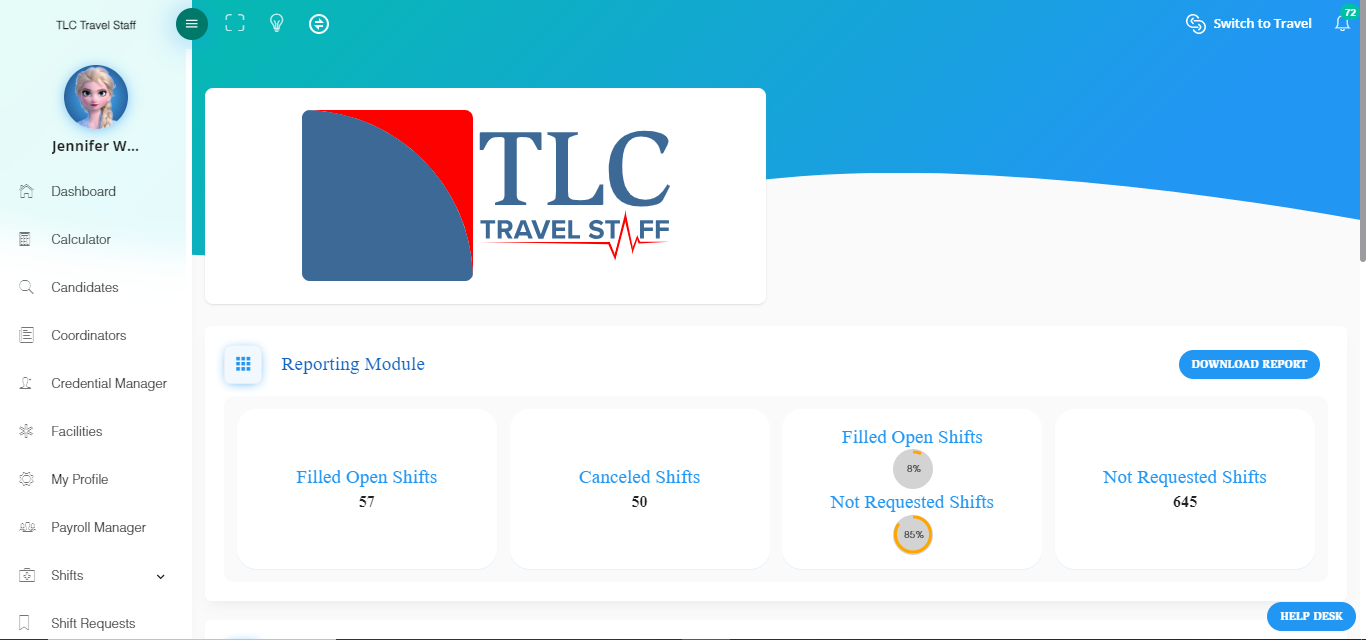 TLC Travel Staff
Switch to Travel
72
Jennifer W...
Dashboard
Calculator
Candidates
Coordinators
Credential Manager
Facilities
My Profile
Payroll Manager
Shifts
Shift Requests
TLC
TRAVEL STAFF
Reporting Module
DOWNLOAD REPORT
Filled Open Shifts
57
Canceled Shifts
50
Filled Open Shifts
8%
Not Requested Shifts
85%
Not Requested Shifts
645
HELP DESK